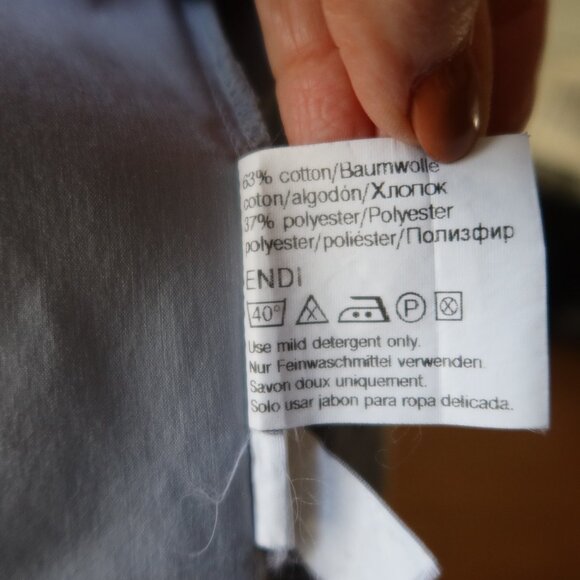 63% cotton/Baumwolle
coton/algodón/Хлопок
37% polyester/Polyester
polyester/poliéster/Полизфир
ENDI
40° P
Use mild detergent only.
Nur Feinwaschmittel verwenden.
Savon doux uniquement.
Solo usar jabon para ropa delicada.